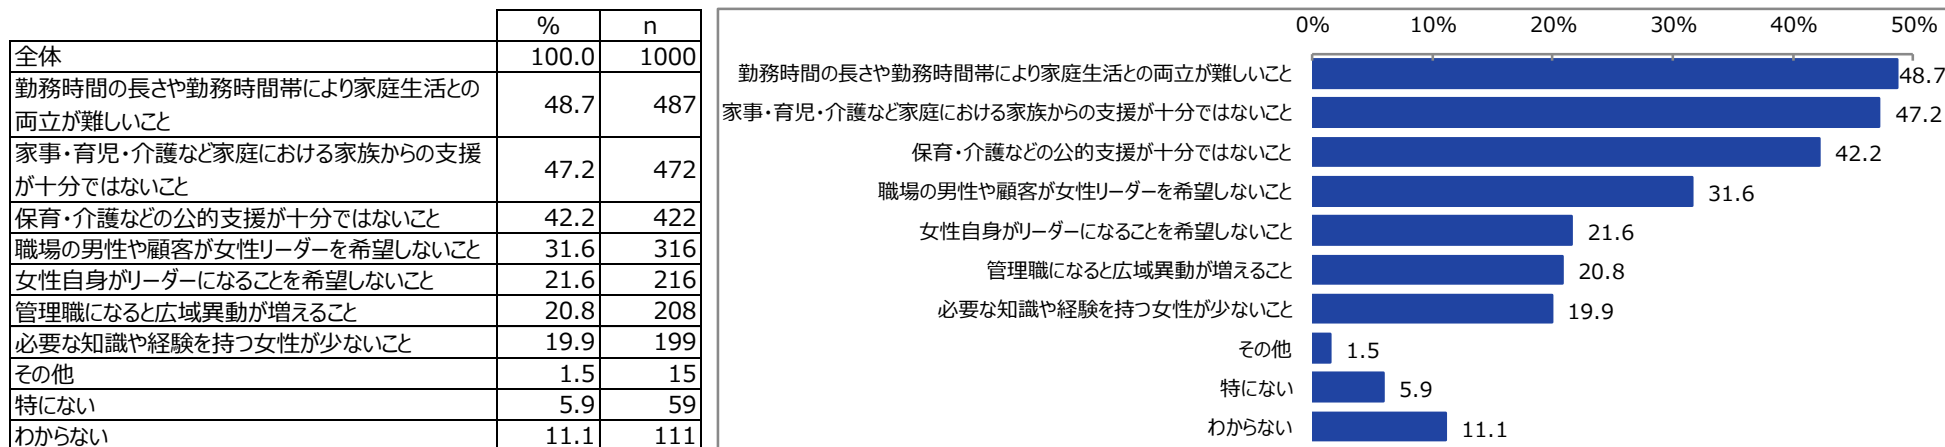 % n
全体 100.0 1000
勤務時間の長さや勤務時間帯により家庭生活との
両立が難しいこと 48.7 487
家事・育児・介護など家庭における家族からの支援
が十分ではないこと 47.2 472
保育・介護などの公的支援が十分ではないこと 42.2 422
職場の男性や顧客が女性リーダーを希望しないこと 31.6 316
女性自身がリーダーになることを希望しないこと 21.6 216
管理職になると広域異動が増えること 20.8 208
必要な知識や経験を持つ女性が少ないこと 19.9 199
その他 1.5 15
特にない 5.9 59
わからない 11.1 111
0% 10% 20% 30% 40% 50%
勤務時間の長さや勤務時間帯により家庭生活との両立が難しいこと 48.7
家事・育児・介護など家庭における家族からの支援が十分ではないこと 47.2
保育・介護などの公的支援が十分ではないこと 42.2
職場の男性や顧客が女性リーダーを希望しないこと 31.6
女性自身がリーダーになることを希望しないこと 21.6
管理職になると広域異動が増えること 20.8
必要な知識や経験を持つ女性が少ないこと 19.9
その他 1.5
特にない 5.9
わからない 11.1